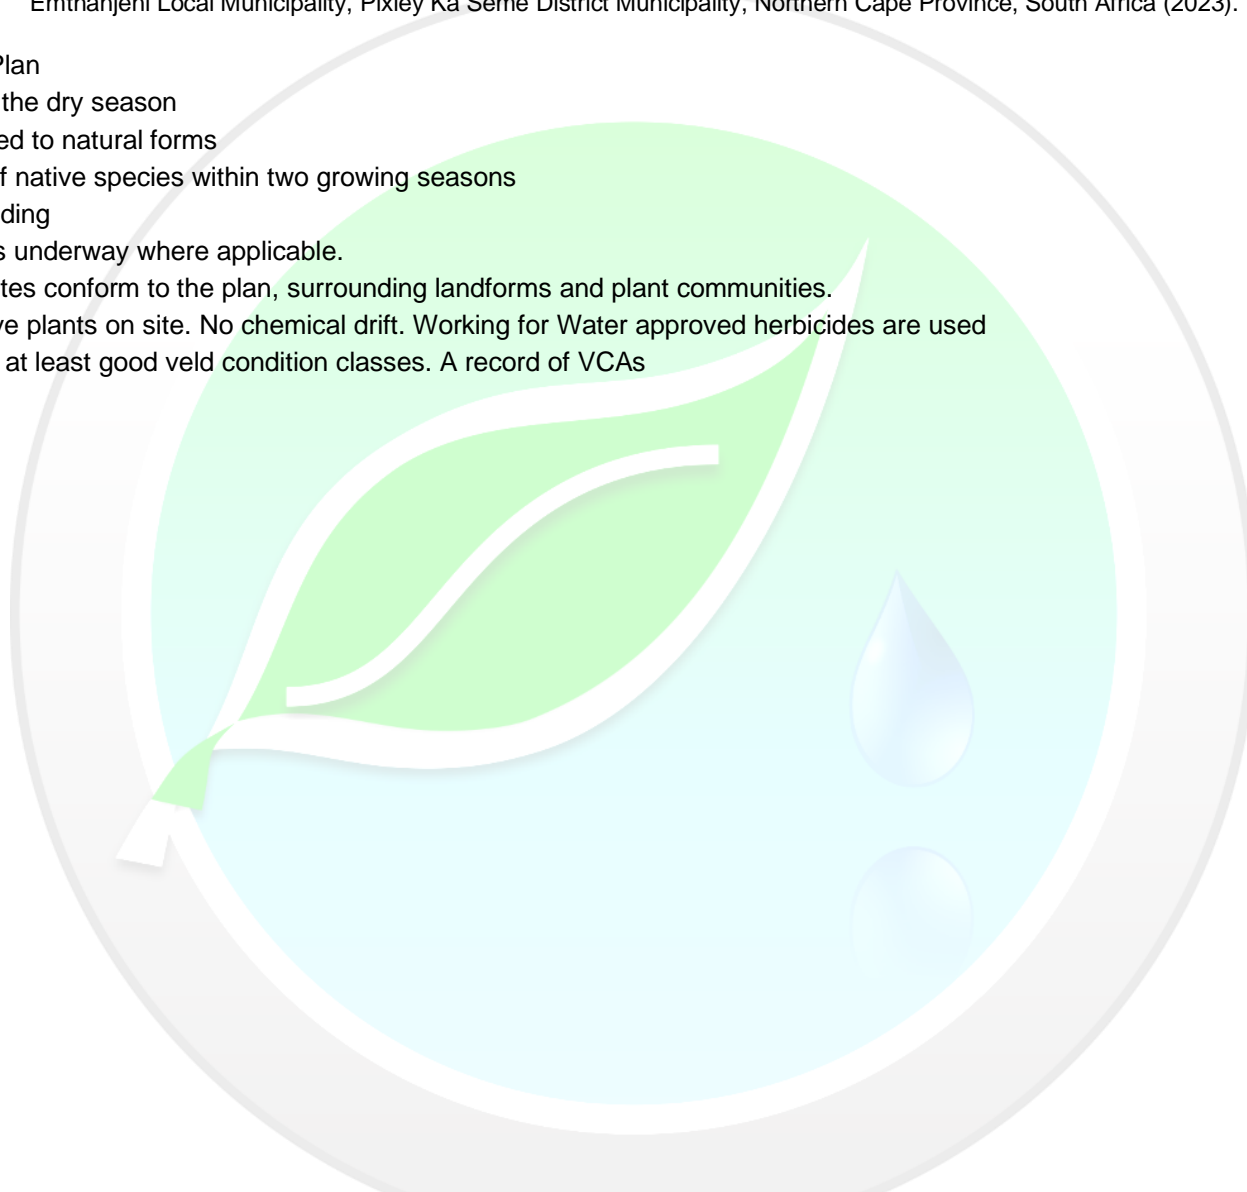 Emthanjeni Local Municipality, Pixley Ka Seme District Municipality, Northern Cape Province, South Africa (2023).
Plan
the dry season
ed to natural forms
f native species within two growing seasons
ding
s underway where applicable.
tes conform to the plan, surrounding landforms and plant communities.
ve plants on site. No chemical drift. Working for Water approved herbicides are used
at least good veld condition classes. A record of VCAs